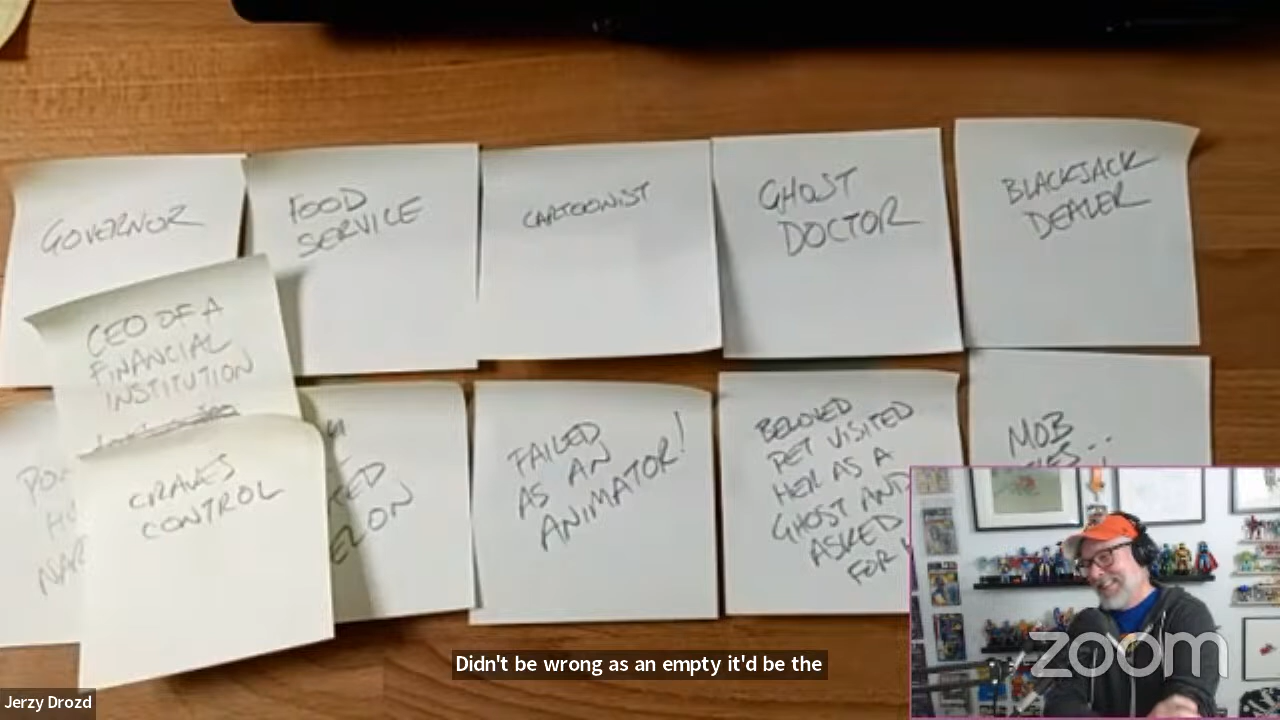 GOVERNOR
FOOD
SERVICE
CARTOONIST
GHOST
DOCTOR
BLACKJACK
DEALER
CEO OF A
FINANCIAL
INSTITUTION
CRAVES
CONTROL
FAILED
AS AN
ANIMATOR!
BELOVED
PET VISITED
HER AS A
GHOST AND
ASKED
FOR
MOB
zoom
Didn't be wrong as an empty it'd be the
Jerzy Drozd